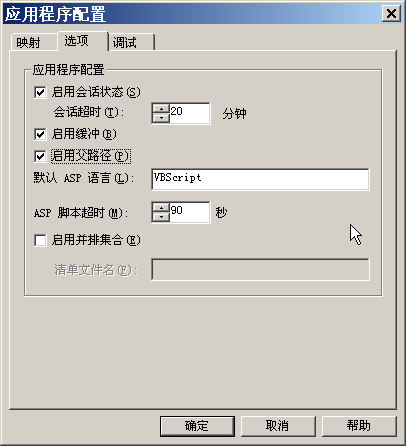 应用程序配置
映射 选项 调试
应用程序配置
启用会话状态(S)
会话超时(T): 20 分钟
启用缓冲(B)
启用父路径(P)
默认 ASP 语言(L): VBScript
ASP 脚本超时(M): 90 秒
启用并排集合(E)
清单文件名(F):
确定 取消 帮助